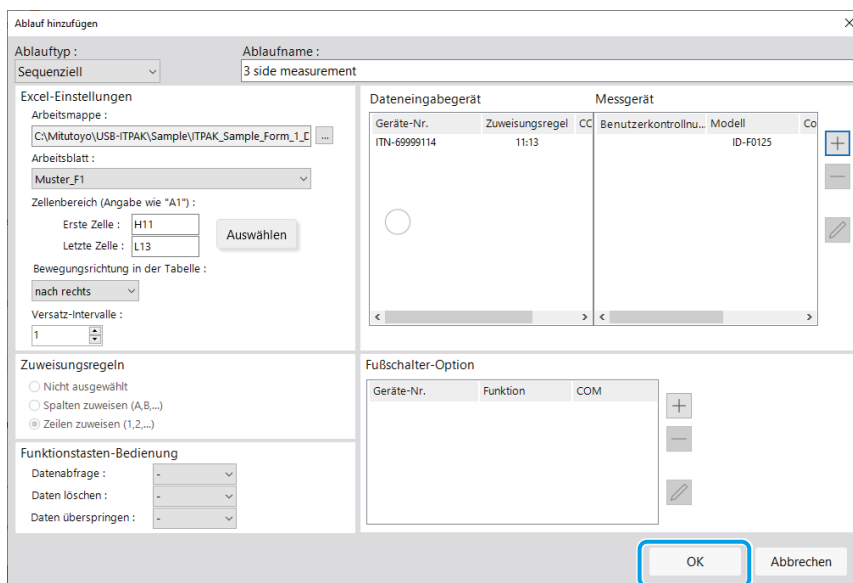 Ablauf hinzufügen
Ablauftyp :
Ablaufname :
Sequenziell
3 side measurement
Excel-Einstellungen
Arbeitsmappe :
C:\Mitutoyo\USB-ITPAK\Sample\ITPAK_Sample_Form_1_D
...
Arbeitsblatt :
Muster_F1
Zellenbereich (Angabe wie "A1") :
Erste Zelle : H11
Letzte Zelle : L13
Auswählen
Bewegungsrichtung in der Tabelle :
nach rechts
Versatz-Intervalle :
1
Dateneingabegerät
Messgerät
Geräte-Nr. Zuweisungsregel CC
Benutzerkontrollnu... Modell Co
ITN-69999114 11:13
ID-F0125
Zuweisungsregeln
Nicht ausgewählt
Spalten zuweisen (A,B,...)
Zeilen zuweisen (1,2,...)
Funktionstasten-Bedienung
Datenabfrage : -
Daten löschen : -
Daten überspringen : -
Fußschalter-Option
Geräte-Nr. Funktion COM
OK
Abbrechen